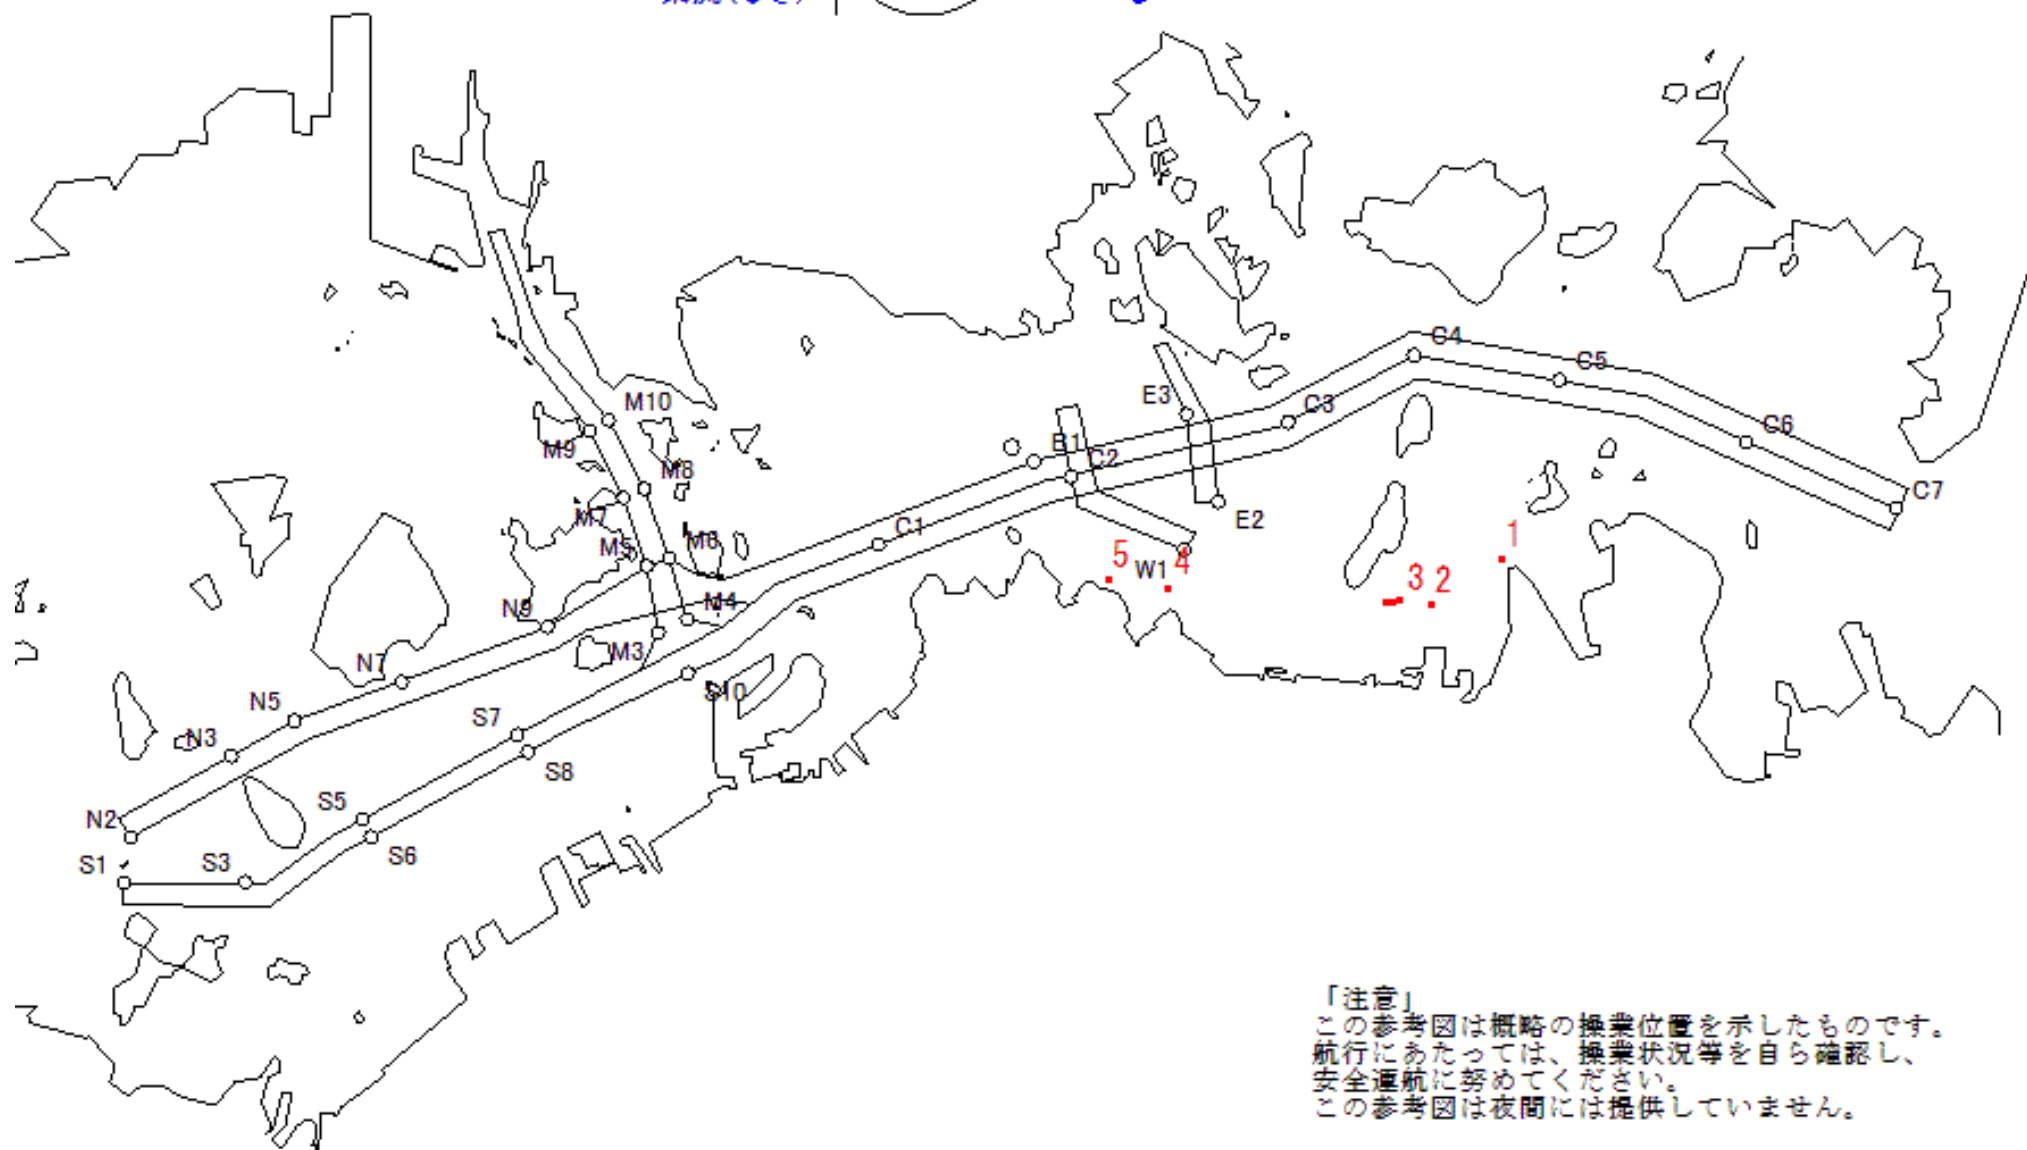 C4
C5
M10
E3
C3
C6
M9
B1
M8
C2
C7
M7
C1
E2
M5
M6
1
5
W1
4
N9
M4
3
2
M3
N7
S10
N5
S7
N3
S8
S5
N2
S6
S1
S3
「注意」
この参考図は概略の操業位置を示したものです。
航行にあたっては、操業状況等を自ら確認し、
安全運航に努めてください。
この参考図は夜間には提供していません。